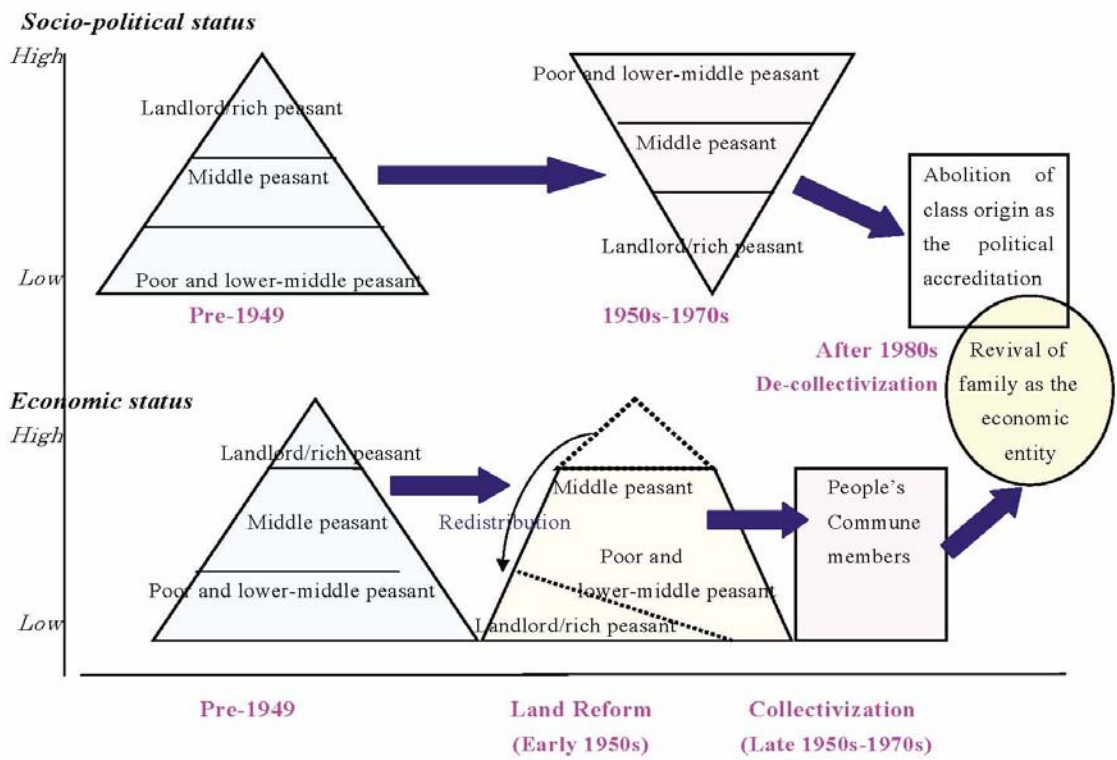 Socio-political status
High
Landlord/rich peasant
Middle peasant
Poor and lower-middle peasant
Low
Pre-1949
Poor and lower-middle peasant
Middle peasant
Landlord/rich peasant
1950s-1970s
Abolition of
class origin as
the political
accreditation
After 1980s
De-collectivization
Revival of
family as the
economic
entity
Economic status
High
Landlord/rich peasant
Middle peasant
Poor and lower-middle peasant
Low
Redistribution
Middle peasant
Poor and
lower-middle peasant
Landlord/rich peasant
People's
Commune
members
Pre-1949
Land Reform
(Early 1950s)
Collectivization
(Late 1950s-1970s)